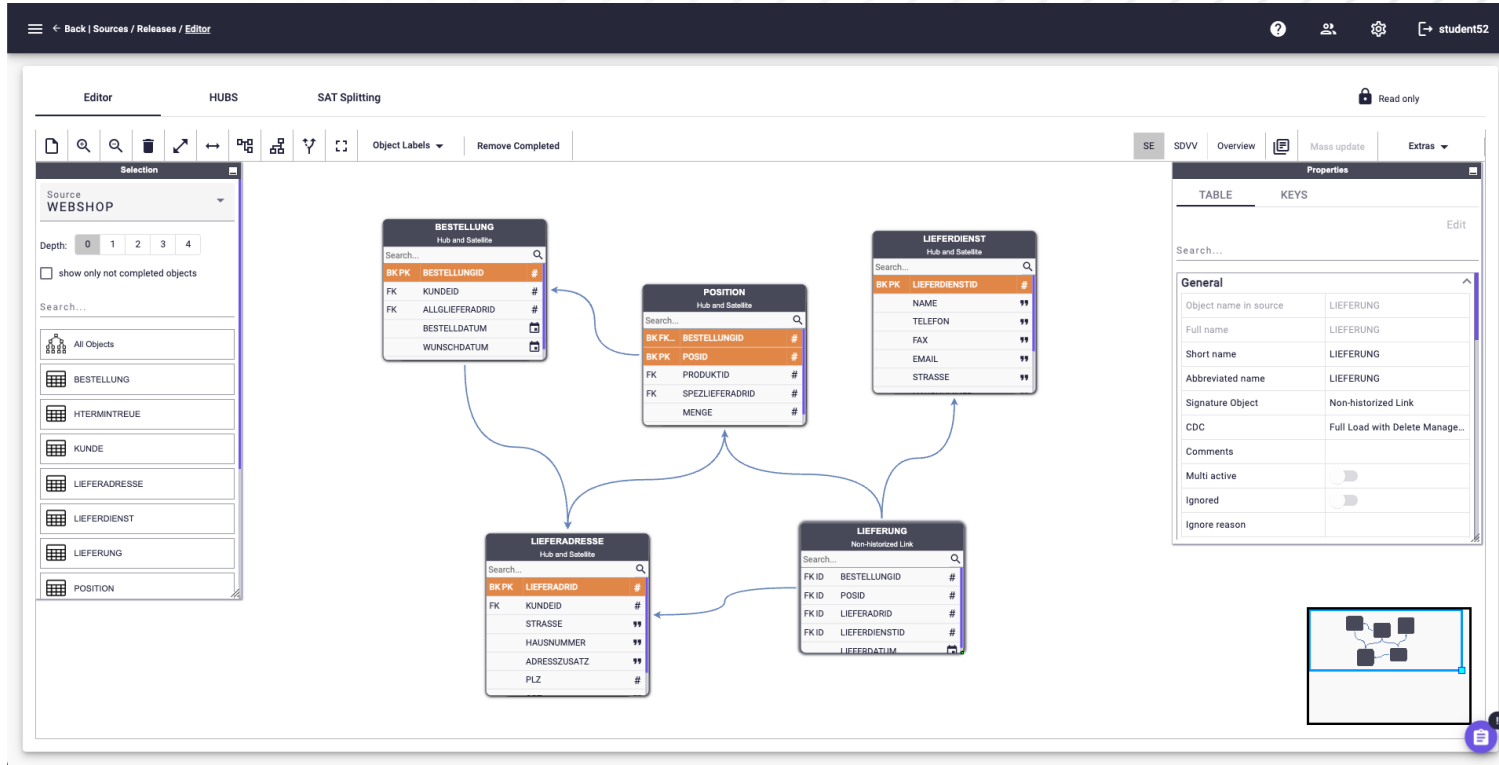 ← Back | Sources / Releases / Editor
student52
Editor HUBS SAT Splitting
Read only
Object Labels Remove Completed
SE SDVV Overview Mass update Extras
Selection
Source
WEBSHOP
Depth: 0 1 2 3 4
show only not completed objects
Search...
All Objects
BESTELLUNG
HTERMINTREUE
KUNDE
LIEFERADRESSE
LIEFERDIENST
LIEFERUNG
POSITION
BESTELLUNG
Hub and Satellite
Search...
BK PK BESTELLUNGID #
FK KUNDEID #
FK ALLGLIEFERADRID #
BESTELLDATUM
WUNSCHDATUM
POSITION
Hub and Satellite
Search...
BK FK... BESTELLUNGID #
BK PK POSID #
FK PRODUKTID #
FK SPEZLIEFERADRID #
MENGE #
LIEFERDIENST
Hub and Satellite
Search...
BK PK LIEFERDIENSTID #
NAME
TELEFON
FAX
EMAIL
STRASSE
LIEFERADRESSE
Hub and Satellite
Search...
BK PK LIEFERADRID #
FK KUNDEID #
STRASSE
HAUSNUMMER
ADRESSZUSATZ
PLZ #
LIEFERUNG
Non-historized Link
Search...
FK ID BESTELLUNGID #
FK ID POSID #
FK ID LIEFERADRID #
FK ID LIEFERDIENSTID #
LIEFERDATUM
Properties
TABLE KEYS
Edit
Search...
General
Object name in source LIEFERUNG
Full name LIEFERUNG
Short name LIEFERUNG
Abbreviated name LIEFERUNG
Signature Object Non-historized Link
CDC Full Load with Delete Manage...
Comments
Multi active
Ignored
Ignore reason